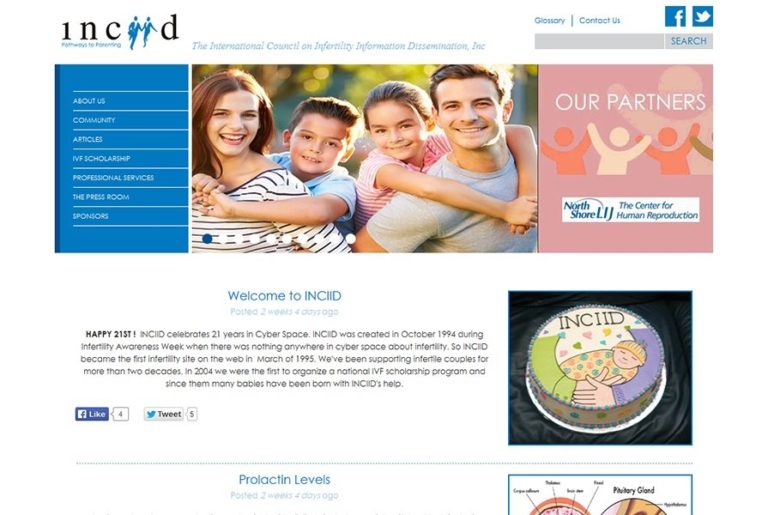 inciid
Pathways to Parenting
The International Council on Infertility Information Dissemination, Inc
Glossary
Contact Us
SEARCH
ABOUT US
COMMUNITY
ARTICLES
IVF SCHOLARSHIP
PROFESSIONAL SERVICES
THE PRESS ROOM
SPONSORS
OUR PARTNERS
North
Shore LIJ
The Center for
Human Reproduction
Welcome to INCIID
Posted 2 weeks 4 days ago
HAPPY 21ST ! INCIID celebrates 21 years in Cyber Space. INCIID was created in October 1994 during
Infertility Awareness Week when there was nothing anywhere in cyber space about infertility. So INCIID
became the first infertility site on the web in March of 1995. We've been supporting infertile couples for
more than two decades. In 2004 we were the first to organize a national IVF scholarship program and
since them many babies have been born with INCIID's help.
Like 4
Tweet 5
INCIID
Prolactin Levels
Posted 2 weeks 4 days ago
Corpus callosum
Thalamus
Brain stem
Pituitary Gland
Hypothalamus